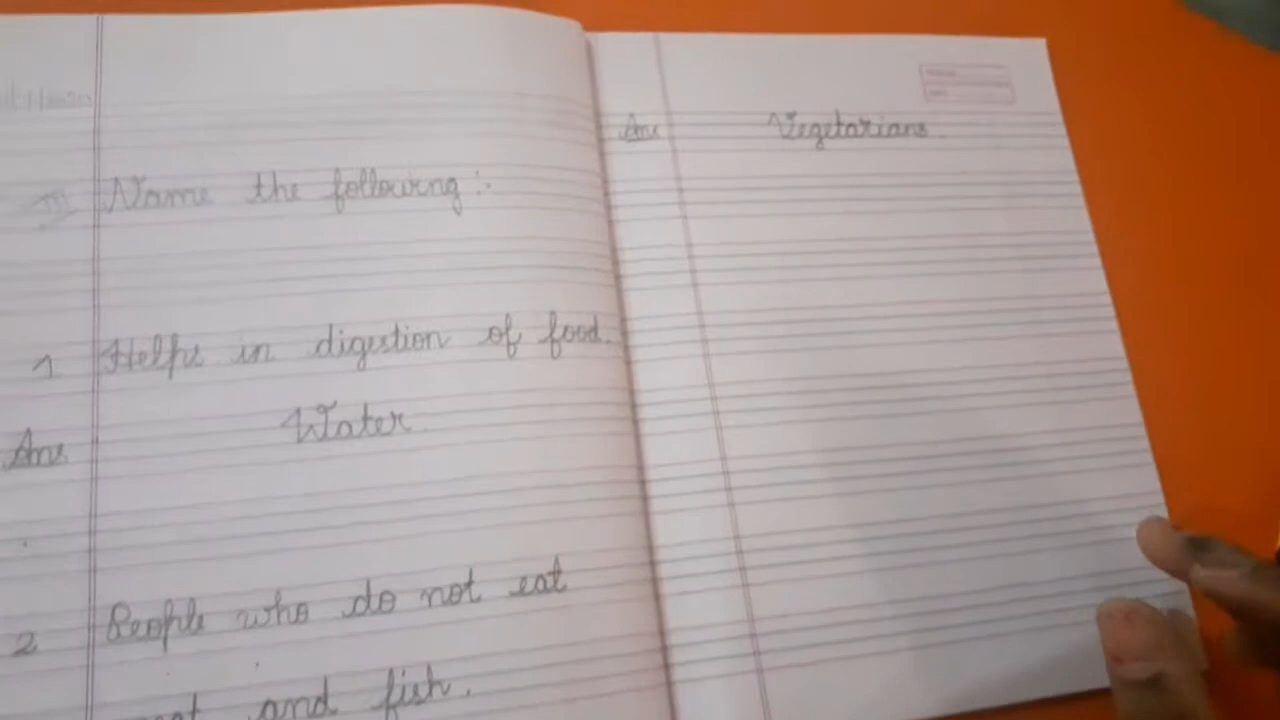 III Name the following :-
1 Helps in digestion of food.
Ans Water
2 People who do not eat
and fish.
Ans Vegetarians